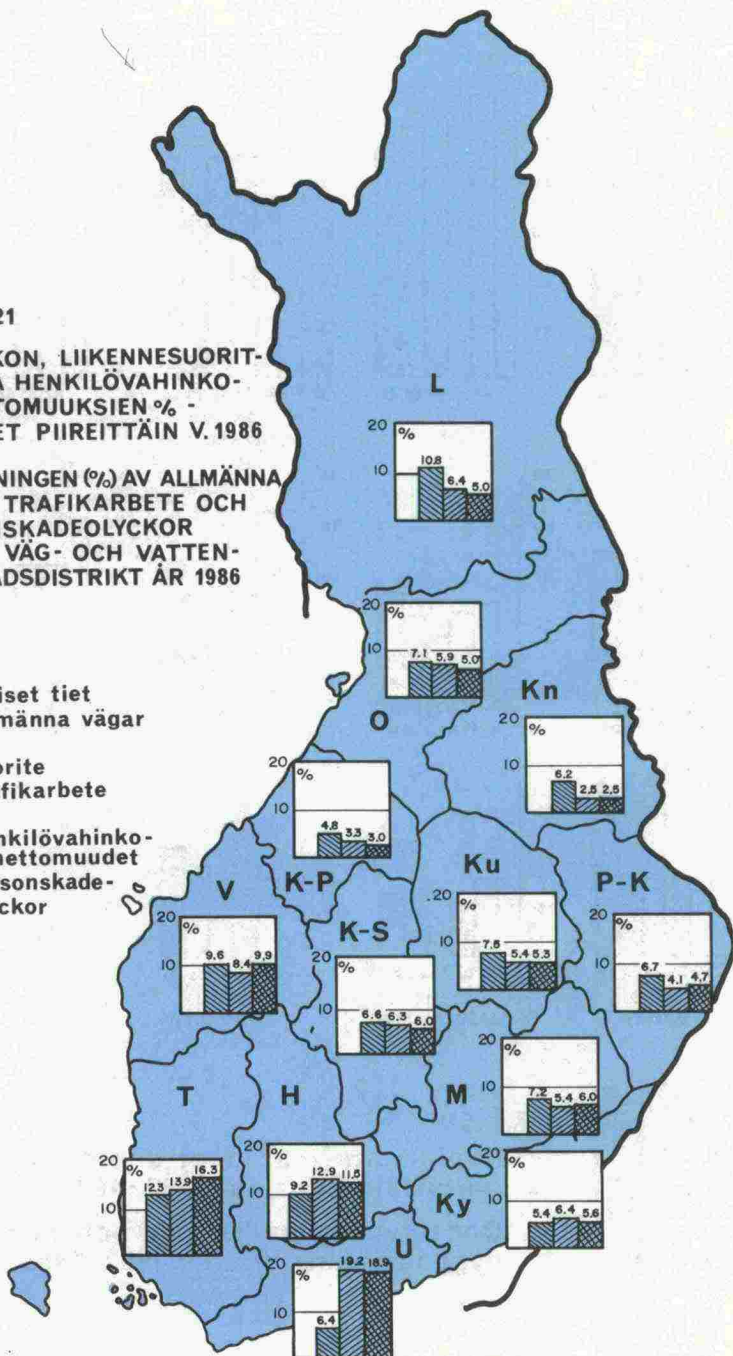 21
KON, LIIKENNESUORIT-
A HENKILÖVAHINKO-
TOMUUKSIEN % -
ET PIIREITTÄIN V. 1986
NINGEN (%) AV ALLMÄNNA
TRAFIKARBETE OCH
SKADEOLYCKOR
VÄG- OCH VATTEN-
ADSDISTRIKT ÅR 1986
iset tiet
männa vägar
orite
fikarbete
nkilövahinko-
nettomuudet
sonskade-
ckor
L
20
%
10
10.8 6.4 5.0
20
%
10
7.1 5.9 5.0
O
Kn
20
%
10
6.2 2.5 2.5
20
%
10
4.8 3.3 3.0
K-P
V
20
%
10
9.6 8.4 9.9
K-S
20
%
10
6.6 6.3 6.0
Ku
.20
%
10
7.5 5.4 5.3
P-K
20
%
10
6.7 4.1 4.7
M
20
%
10
7.2 5.4 6.0
T
20
%
10
12.3 13.9 16.3
H
20
%
10
9.2 12.9 11.5
Ky
20
%
10
5.4 6.4 5.6
U
20
%
10
6.4 19.2 18.9